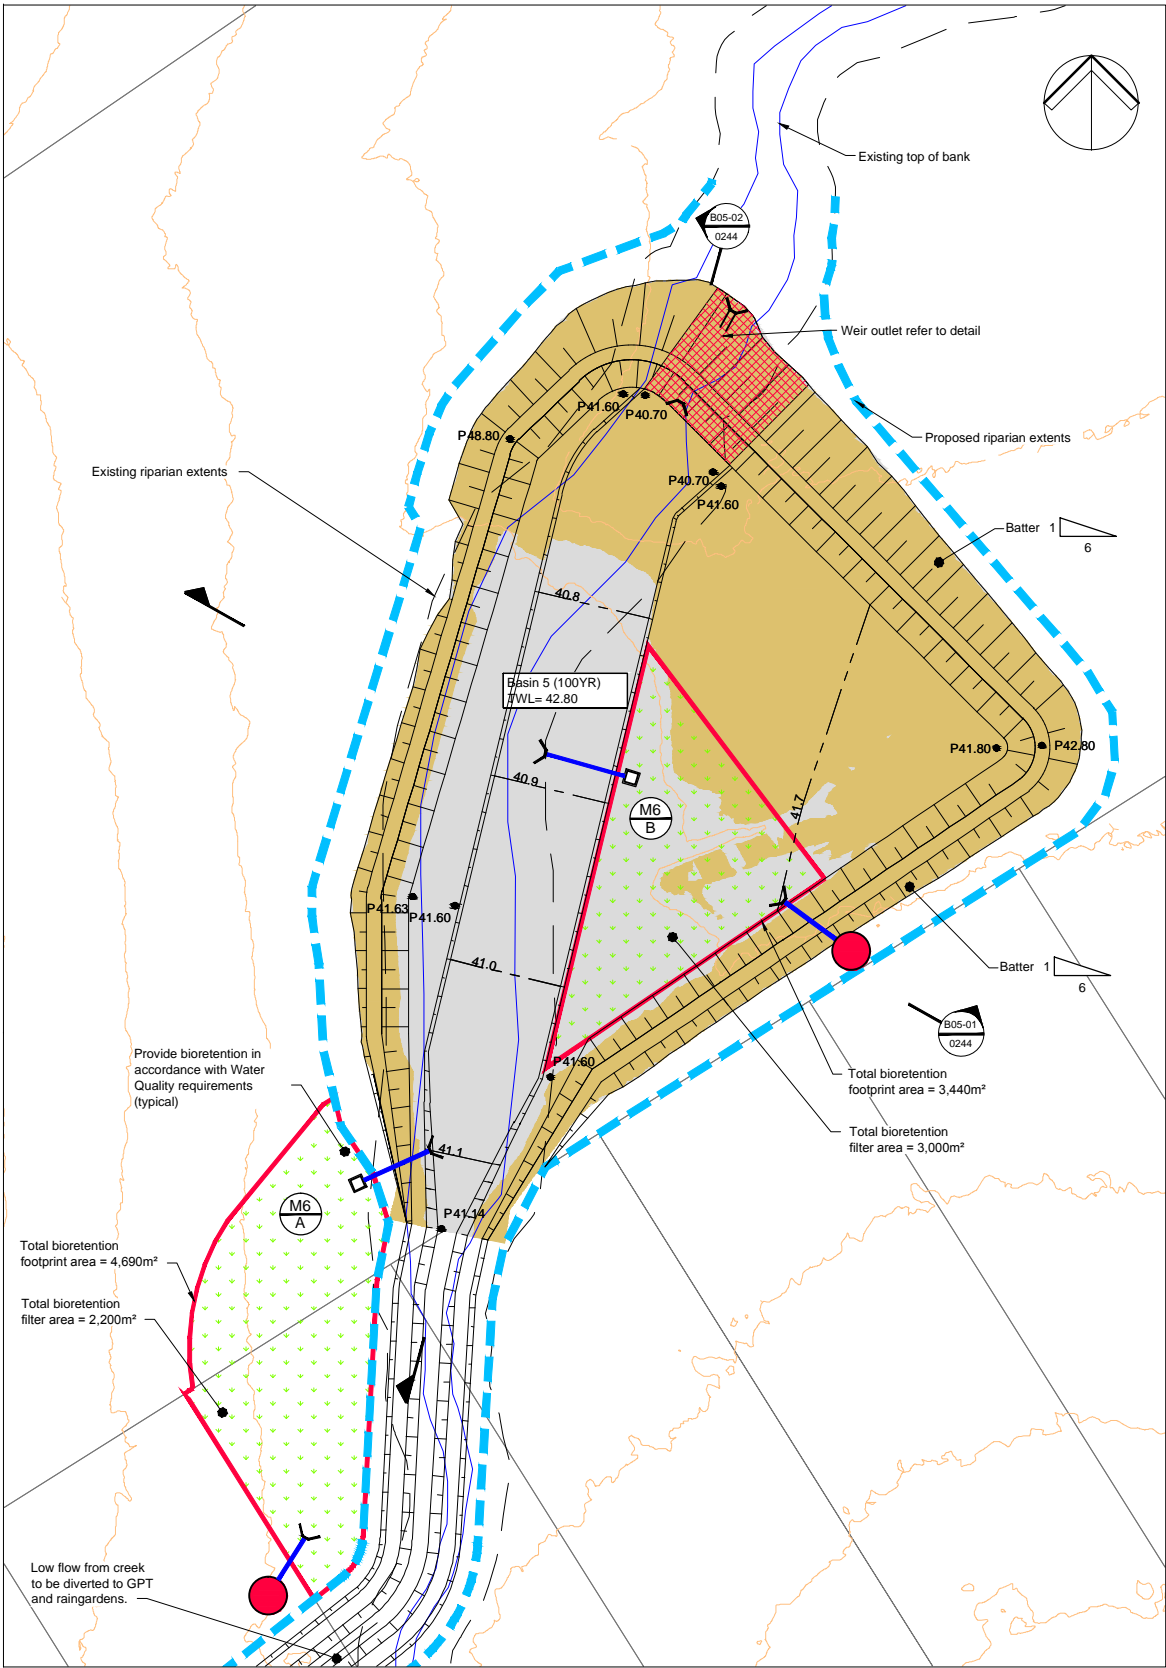 Existing top of bank
B05-02
0244
Weir outlet refer to detail
P41.60
P40.70
P48.80
Proposed riparian extents
Existing riparian extents
P40.70
P41.60
Batter 1
6
40.8
Basin 5 (100YR)
TWL= 42.80
P41.80
P42.80
40.9
41.7
M6
B
P41.63
P41.60
41.0
Batter 1
6
B05-01
0244
Provide bioretention in
accordance with Water
Quality requirements
(typical)
P41.60
Total bioretention
footprint area = 3,440m²
Total bioretention
filter area = 3,000m²
41.1
M6
A
P41.14
Total bioretention
footprint area = 4,690m²
Total bioretention
filter area = 2,200m²
Low flow from creek
to be diverted to GPT
and raingardens.